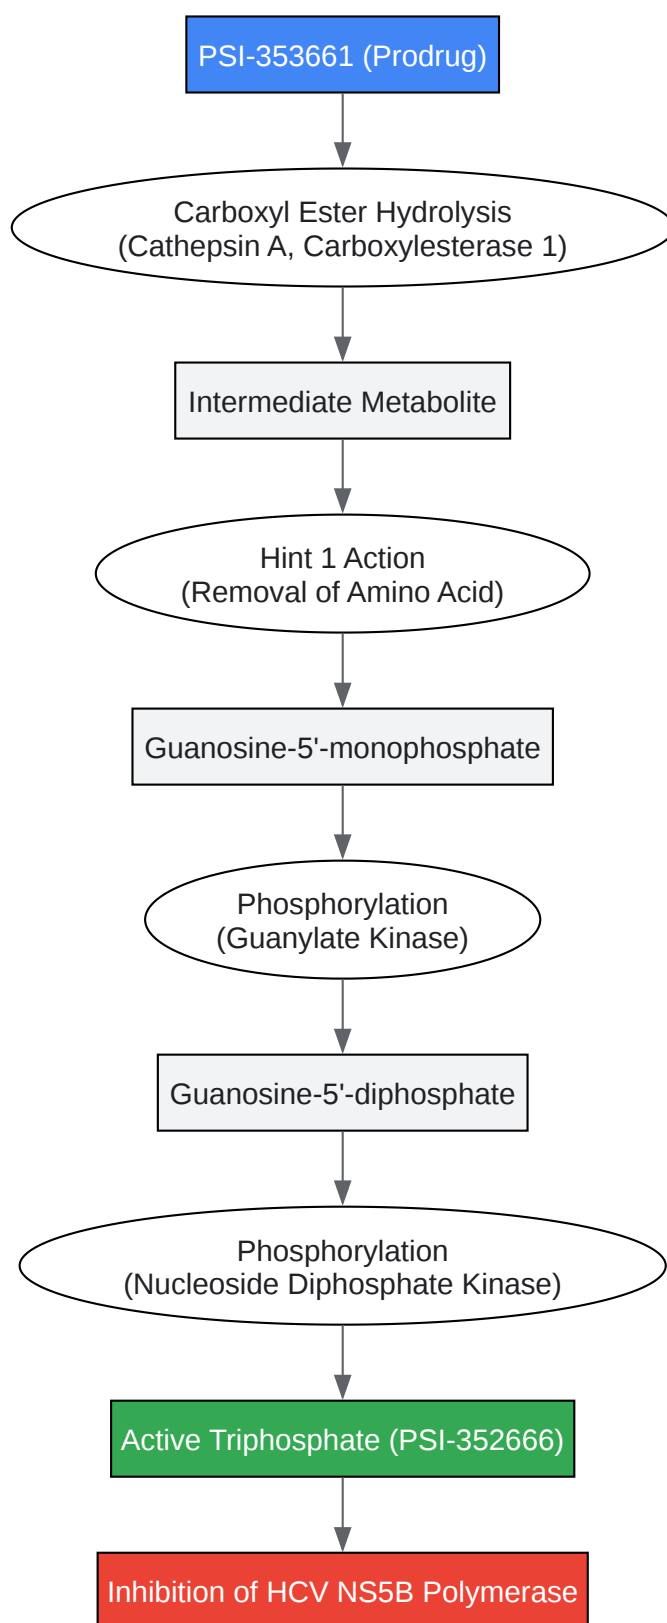 PSI-353661 (Prodrug)
Carboxyl Ester Hydrolysis
(Cathepsin A, Carboxylesterase 1)
Intermediate Metabolite
Hint 1 Action
(Removal of Amino Acid)
Guanosine-5'-monophosphate
Phosphorylation
(Guanylate Kinase)
Guanosine-5'-diphosphate
Phosphorylation
(Nucleoside Diphosphate Kinase)
Active Triphosphate (PSI-352666)
Inhibition of HCV NS5B Polymerase